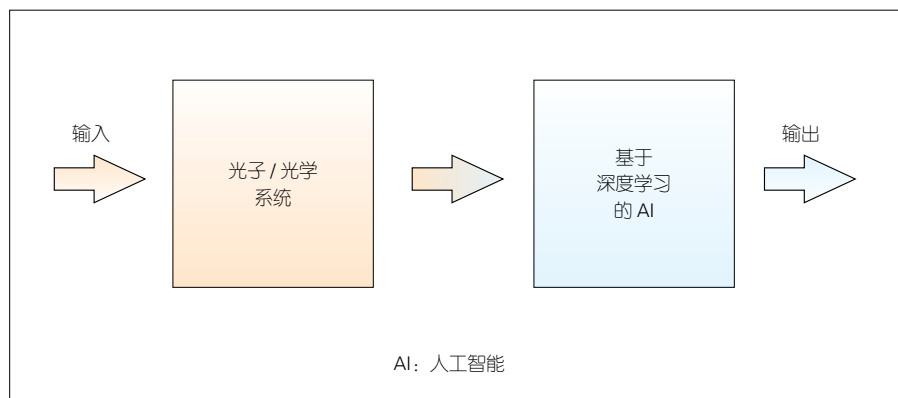 输入
光子 / 光学
系统
基于
深度学习
的 AI
输出
AI：人工智能